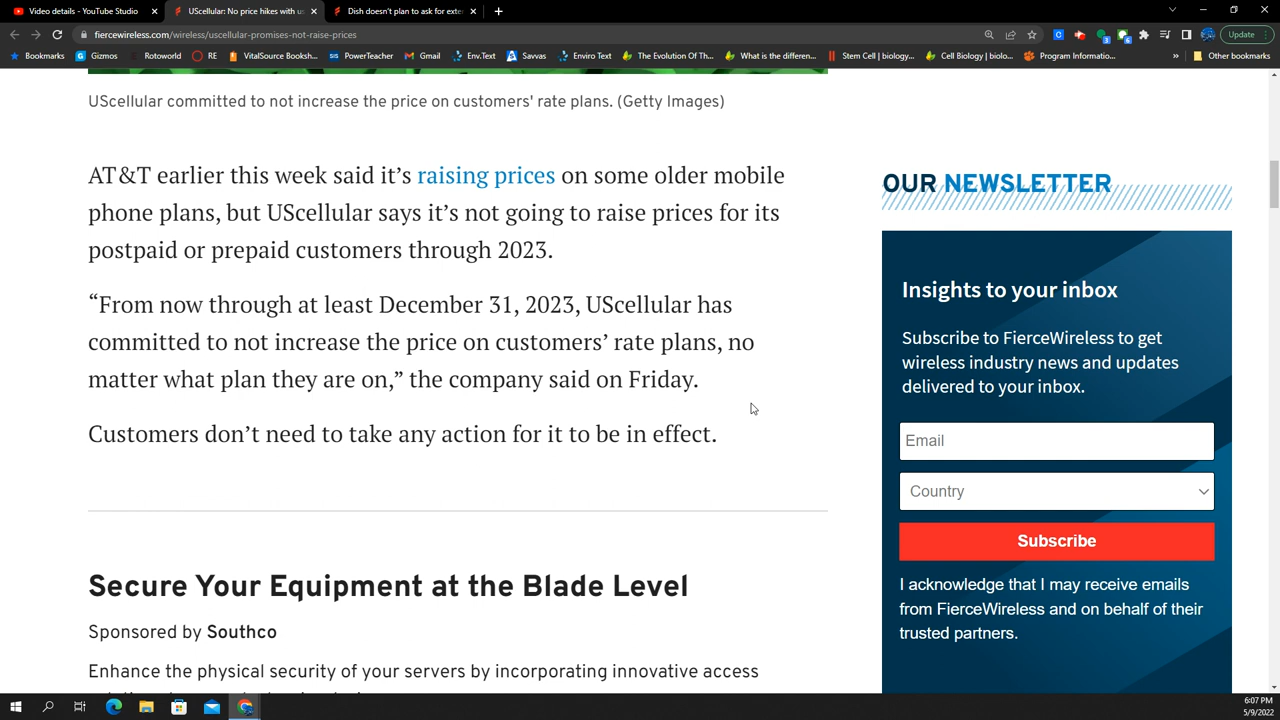 Video details - YouTube Studio
UScellular: No price hikes with us
Dish doesn't plan to ask for exter
fiercewireless.com/wireless/uscellular-promises-not-raise-prices
Update
Bookmarks
Gizmos
Rotoworld
RE
VitalSource Booksh...
SIS PowerTeacher
Gmail
Env.Text
Savvas
Enviro Text
The Evolution Of Th...
What is the differen...
Stem Cell | biology...
Cell Biology | biolo...
Program Informatio...
»
Other bookmarks
UScellular committed to not increase the price on customers' rate plans. (Getty Images)
AT&T earlier this week said it's raising prices on some older mobile
phone plans, but UScellular says it's not going to raise prices for its
postpaid or prepaid customers through 2023.
“From now through at least December 31, 2023, UScellular has
committed to not increase the price on customers’ rate plans, no
matter what plan they are on,” the company said on Friday.
Customers don’t need to take any action for it to be in effect.
Secure Your Equipment at the Blade Level
Sponsored by Southco
Enhance the physical security of your servers by incorporating innovative access
OUR NEWSLETTER
Insights to your inbox
Subscribe to FierceWireless to get
wireless industry news and updates
delivered to your inbox.
Email
Country
Subscribe
I acknowledge that I may receive emails
from FierceWireless and on behalf of their
trusted partners.
6:07 PM
5/9/2022